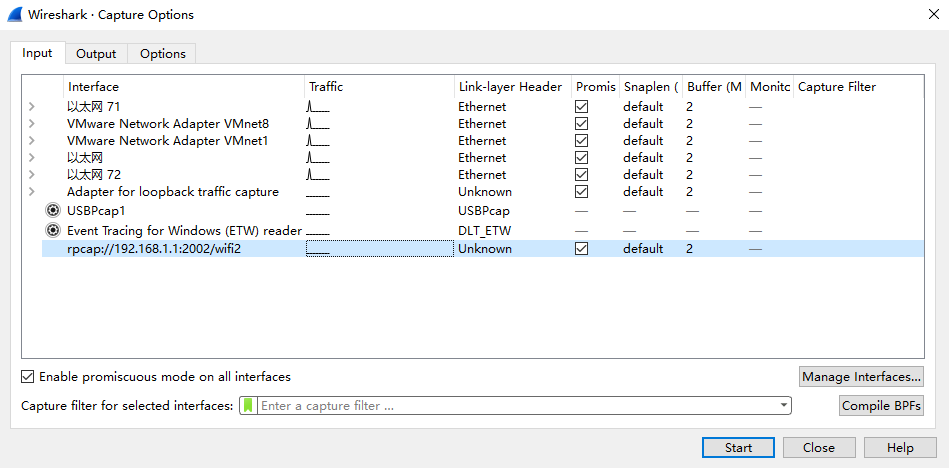 Wireshark · Capture Options
Input Output Options
Interface Traffic Link-layer Header Promis Snaplen ( Buffer (M Monitc Capture Filter
以太网 71 Ethernet default 2 —
VMware Network Adapter VMnet8 Ethernet default 2 —
VMware Network Adapter VMnet1 Ethernet default 2 —
以太网 Ethernet default 2 —
以太网 72 Ethernet default 2 —
Adapter for loopback traffic capture Unknown default 2 —
USBPcap1 USBPcap — — — —
Event Tracing for Windows (ETW) reader DLT_ETW — — — —
rpcap://192.168.1.1:2002/wifi2 Unknown default 2 —
Enable promiscuous mode on all interfaces Manage Interfaces...
Capture filter for selected interfaces: Enter a capture filter ... Compile BPFs
Start Close Help